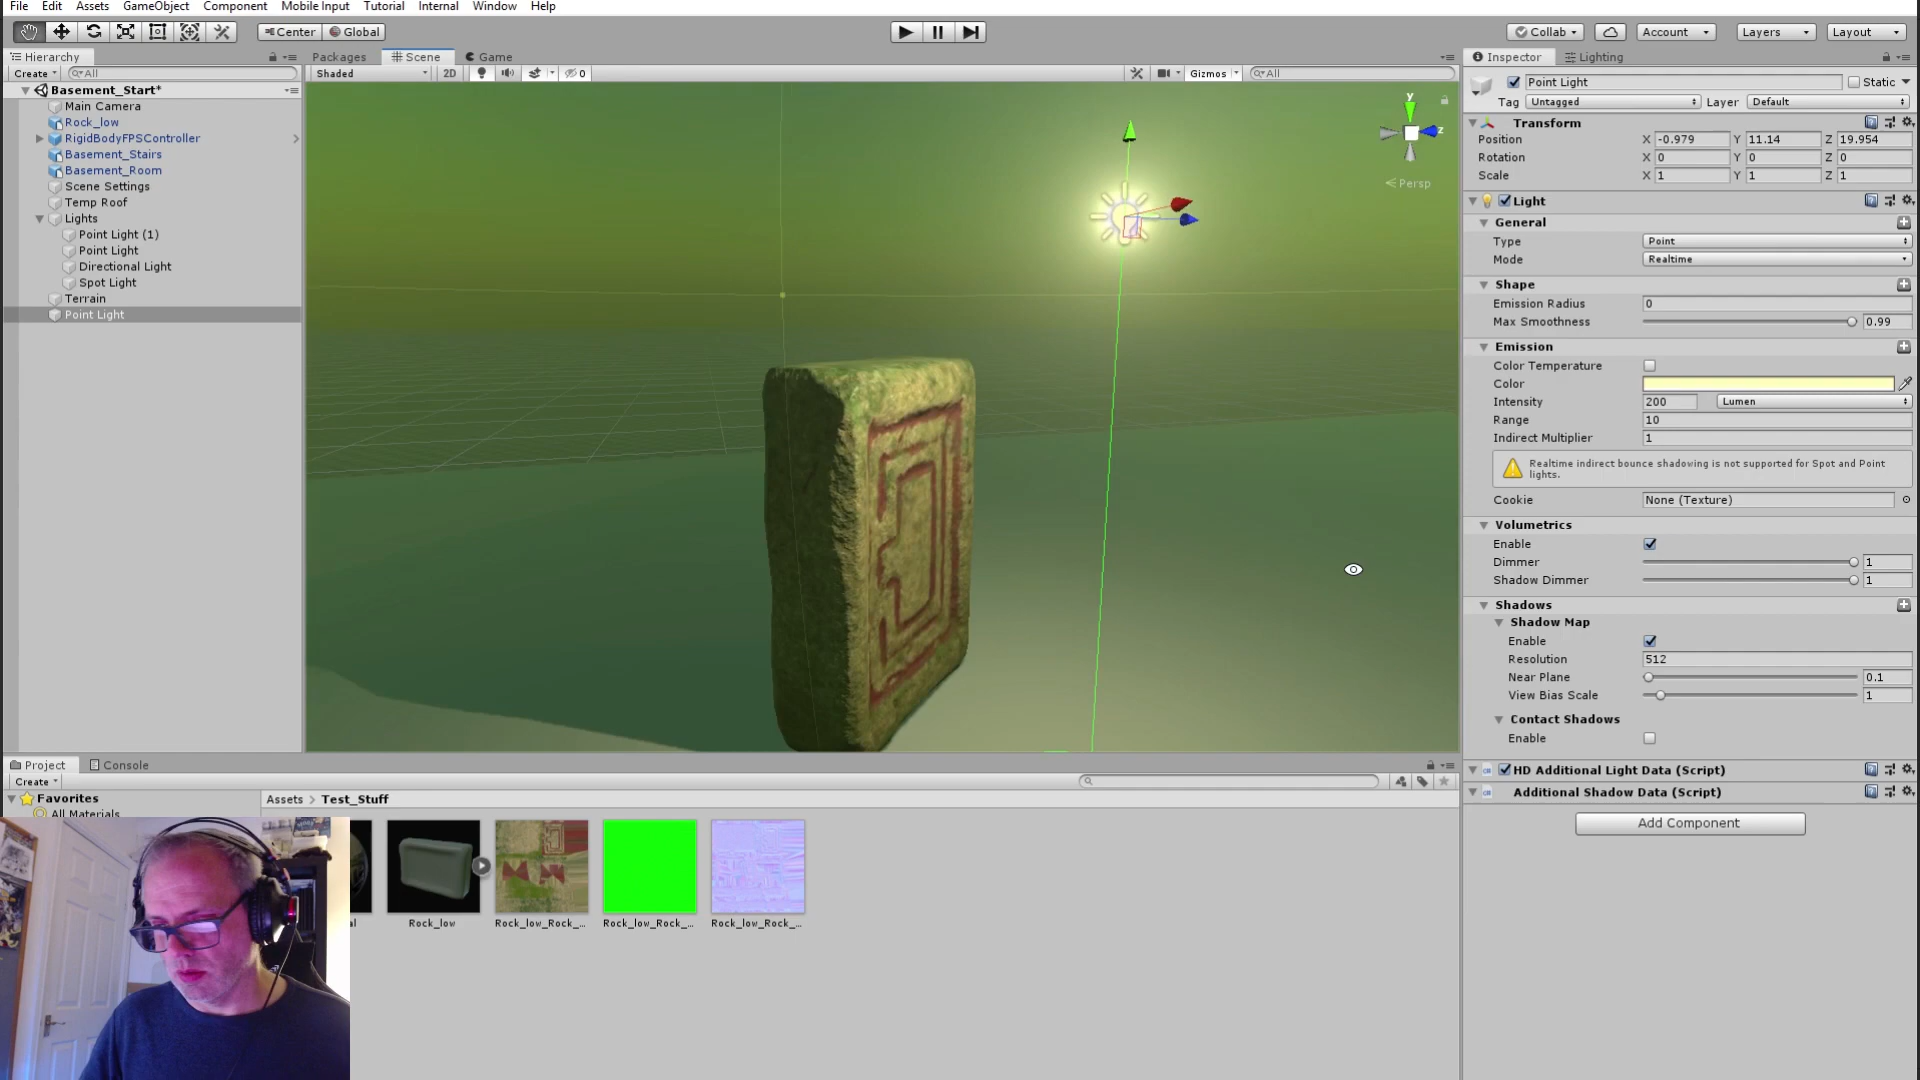 File Edit Assets GameObject Component Mobile Input Tutorial Internal Window Help
Center Global Collab Account Layers Layout
Hierarchy
Create All
Basement_Start*
Main Camera
Rock_low
RigidBodyFPSController
Basement_Stairs
Basement_Room
Scene Settings
Temp Roof
Lights
Point Light (1)
Point Light
Directional Light
Spot Light
Terrain
Point Light
Packages Scene Game
Shaded 2D 0 Gizmos All
y
z
Persp
Inspector Lighting
Point Light Static
Tag Untagged Layer Default
Transform
Position X -0.979 Y 11.14 Z 19.954
Rotation X 0 Y 0 Z 0
Scale X 1 Y 1 Z 1
Light
General
Type Point
Mode Realtime
Shape
Emission Radius 0
Max Smoothness 0.99
Emission
Color Temperature
Color
Intensity 200 Lumen
Range 10
Indirect Multiplier 1
Realtime indirect bounce shadowing is not supported for Spot and Point
lights.
Cookie None (Texture)
Volumetrics
Enable
Dimmer 1
Shadow Dimmer 1
Shadows
Shadow Map
Enable
Resolution 512
Near Plane 0.1
View Bias Scale 1
Contact Shadows
Enable
HD Additional Light Data (Script)
Additional Shadow Data (Script)
Add Component
Project Console
Create
Favorites
All Materials
Assets > Test_Stuff
al Rock_low Rock_low_Rock_... Rock_low_Rock_... Rock_low_Rock_...